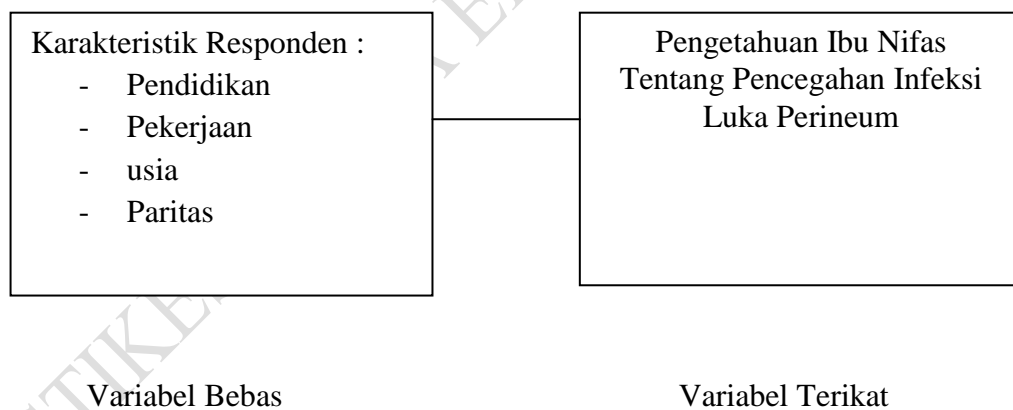 Karakteristik Responden :
- Pendidikan
- Pekerjaan
- usia
- Paritas
Pengetahuan Ibu Nifas
Tentang Pencegahan Infeksi
Luka Perineum
Variabel Bebas
Variabel Terikat